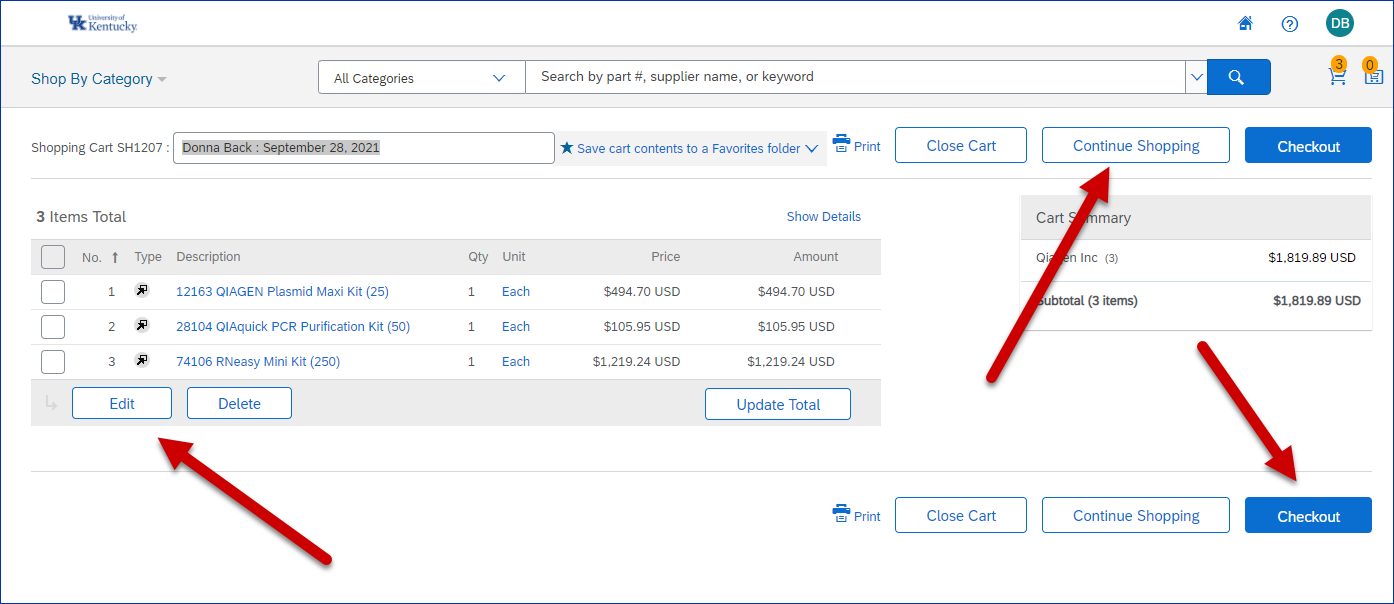 University of
Kentucky
DB
Shop By Category
All Categories
Search by part #, supplier name, or keyword
3
0
Shopping Cart SH1207 :
Donna Back : September 28, 2021
Save cart contents to a Favorites folder
Print
Close Cart
Continue Shopping
Checkout
3 Items Total
Show Details
No. ↑ Type Description Qty Unit Price Amount
1 12163 QIAGEN Plasmid Maxi Kit (25) 1 Each $494.70 USD $494.70 USD
2 28104 QIAquick PCR Purification Kit (50) 1 Each $105.95 USD $105.95 USD
3 74106 RNeasy Mini Kit (250) 1 Each $1,219.24 USD $1,219.24 USD
Edit
Delete
Update Total
Cart Summary
Qiagen Inc (3) $1,819.89 USD
Subtotal (3 items) $1,819.89 USD
Print
Close Cart
Continue Shopping
Checkout